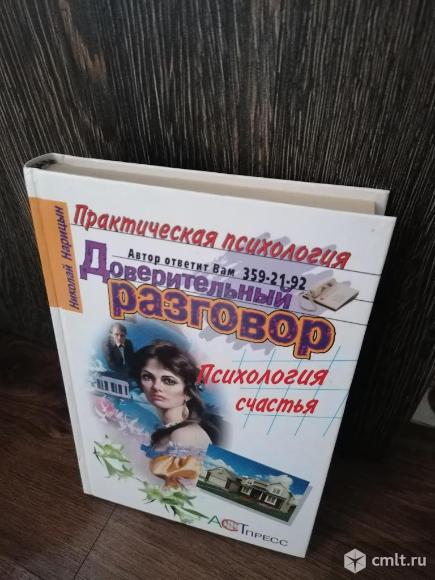 Николай Нарицын
Практическая психология
Автор ответит Вам 359-21-92
Доверительный
разговор
Психология
счастья
АСТ ПРЕСС
cmlt.ru